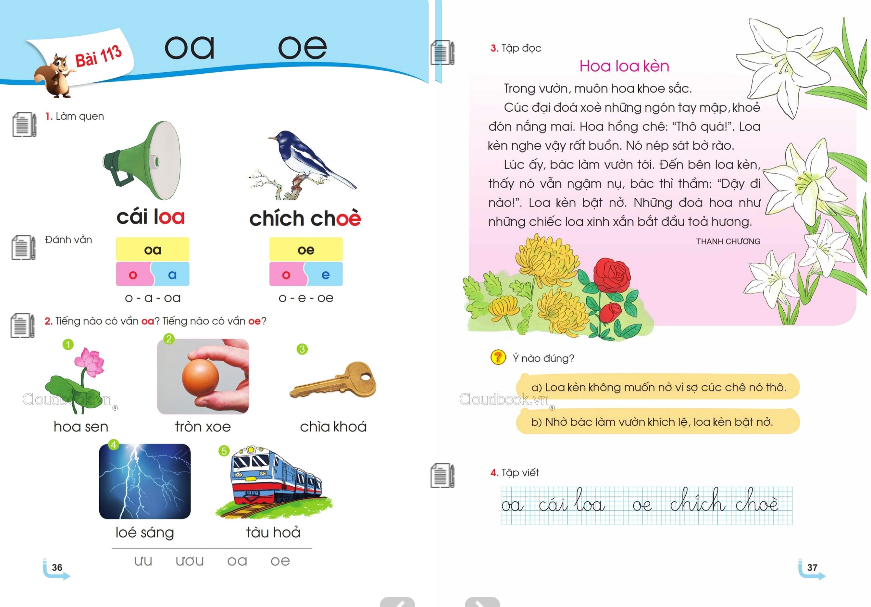 Bài 113
oa oe
1. Làm quen
cái loa
chích choè
Đánh vần
oa
o a
o - a - oa
oe
o e
o - e - oe
2. Tiếng nào có vần oa? Tiếng nào có vần oe?
1
hoa sen
2
tròn xoe
3
chìa khoá
4
loé sáng
5
tàu hoả
ưu ươu oa oe
36
Cloudbook.vn
3. Tập đọc
Hoa loa kèn
Trong vườn, muôn hoa khoe sắc.
Cúc đại đoá xoè những ngón tay mập, khoẻ
đón nắng mai. Hoa hồng chê: “Thô quá!”. Loa
kèn nghe vậy rất buồn. Nó nép sát bờ rào.
Lúc ấy, bác làm vườn tới. Đến bên loa kèn,
thấy nó vẫn ngậm nụ, bác thì thầm: “Dậy đi
nào!”. Loa kèn bật nở. Những đoá hoa như
những chiếc loa xinh xắn bắt đầu toả hương.
THANH CHƯƠNG
? Ý nào đúng?
a) Loa kèn không muốn nở vì sợ cúc chê nó thô.
Cloudbook.vn
b) Nhờ bác làm vườn khích lệ, loa kèn bật nở.
4. Tập viết
oa cái loa oe chích choè
37